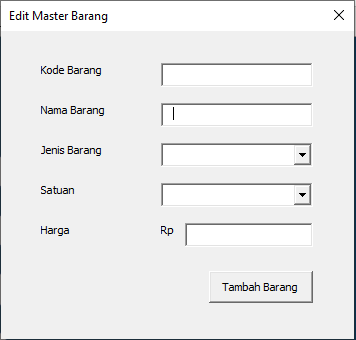 Edit Master Barang
Kode Barang
Nama Barang
Jenis Barang
Satuan
Harga Rp
Tambah Barang